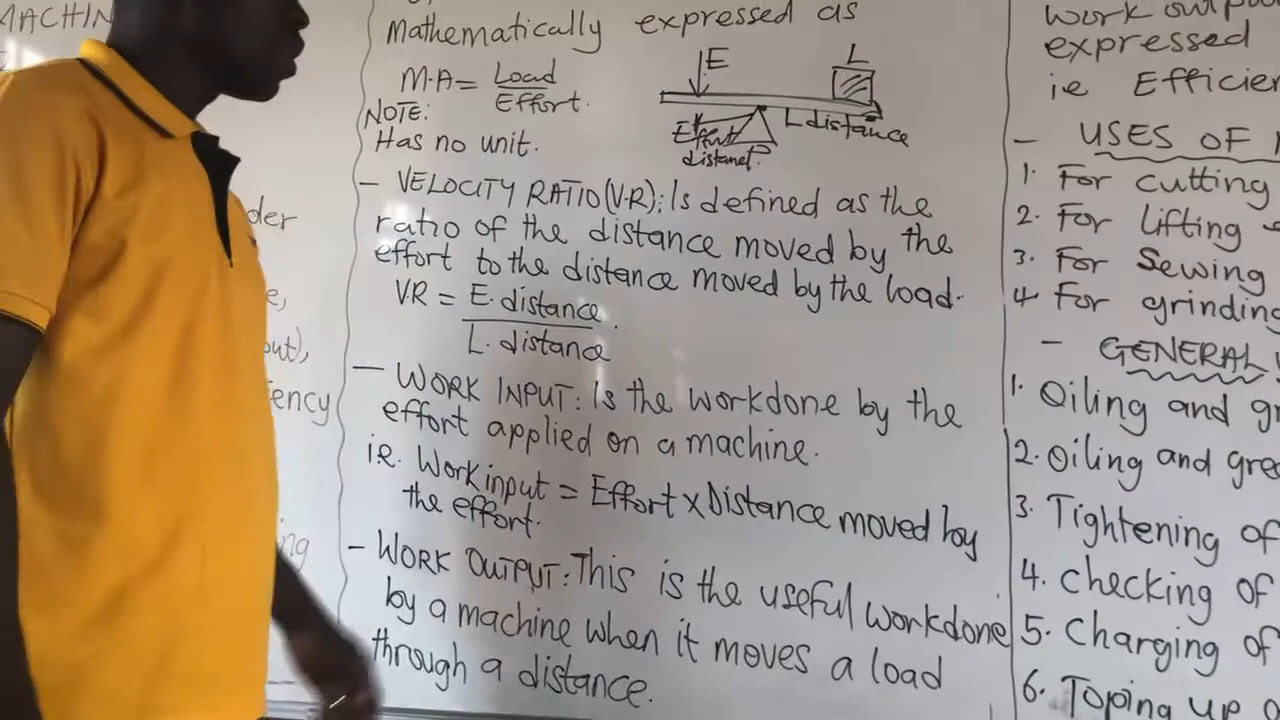 MACHIN
der
e,
out),
ency
ng
Mathematically expressed as
M.A = Load
Effort.
NOTE:
Has no unit.
E
L
Effort
distance
L distance
- VELOCITY RATIO (V.R): Is defined as the
ratio of the distance moved by the
effort to the distance moved by the load.
V.R = E. distance
L. distance
- WORK INPUT: Is the workdone by the
effort applied on a machine.
i.e. Work input = Effort x Distance moved by
the effort.
- WORK OUTPUT: This is the useful workdone
by a machine when it moves a load
through a distance.
work outpu
expressed
ie Efficien
- USES OF
1. For cutting
2. For lifting
3. For Sewing
4 For grinding
- GENERAL
1. Oiling and gr
2. Oiling and grea
3. Tightening of
4. Checking of
5. Charging of
6. Toping up